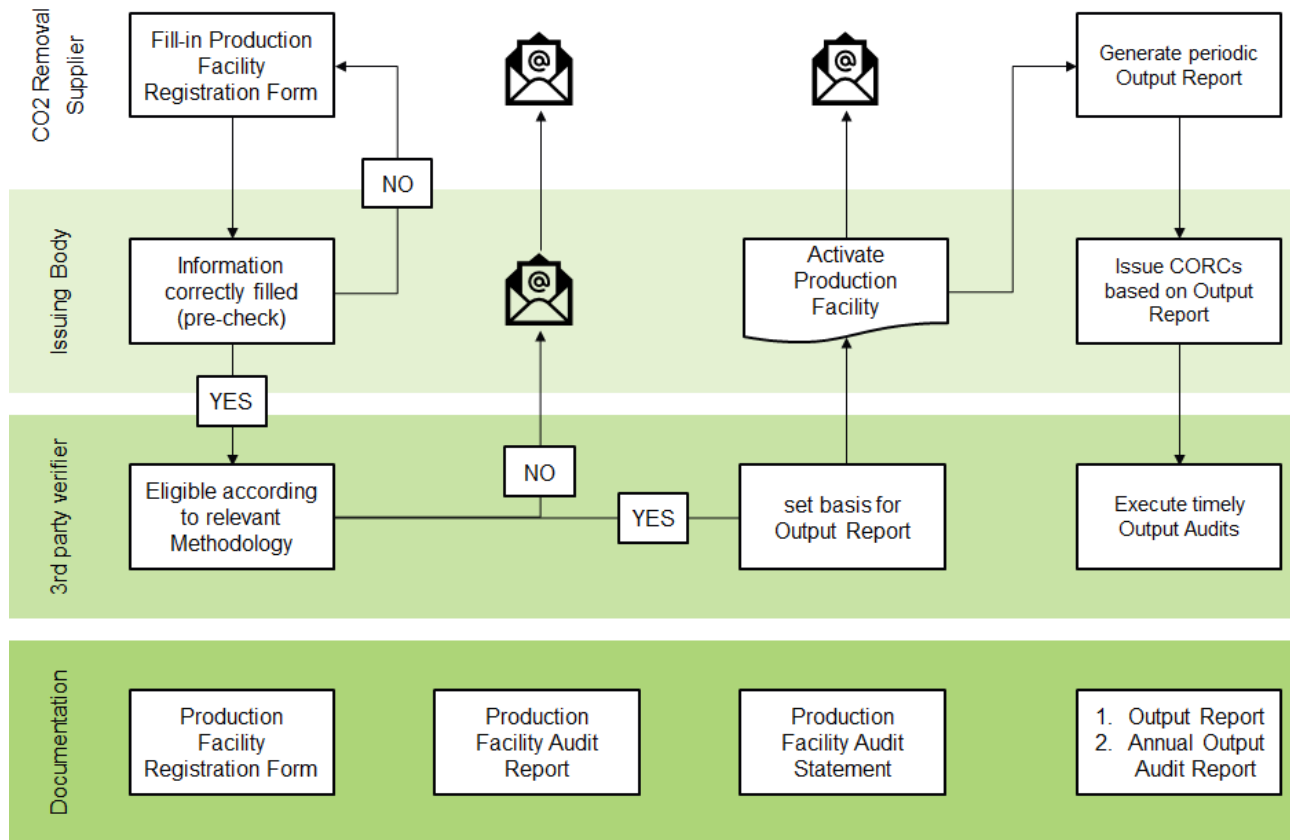 CO2 Removal
Supplier
Fill-in Production
Facility
Registration Form
@
@
Generate periodic
Output Report
NO
Issuing Body
Information
correctly filled
(pre-check)
@
Activate
Production
Facility
Issue CORCs
based on Output
Report
YES
3rd party verifier
Eligible according
to relevant
Methodology
NO
YES
set basis for
Output Report
Execute timely
Output Audits
Documentation
Production
Facility
Registration Form
Production
Facility Audit
Report
Production
Facility Audit
Statement
1. Output Report
2. Annual Output
Audit Report